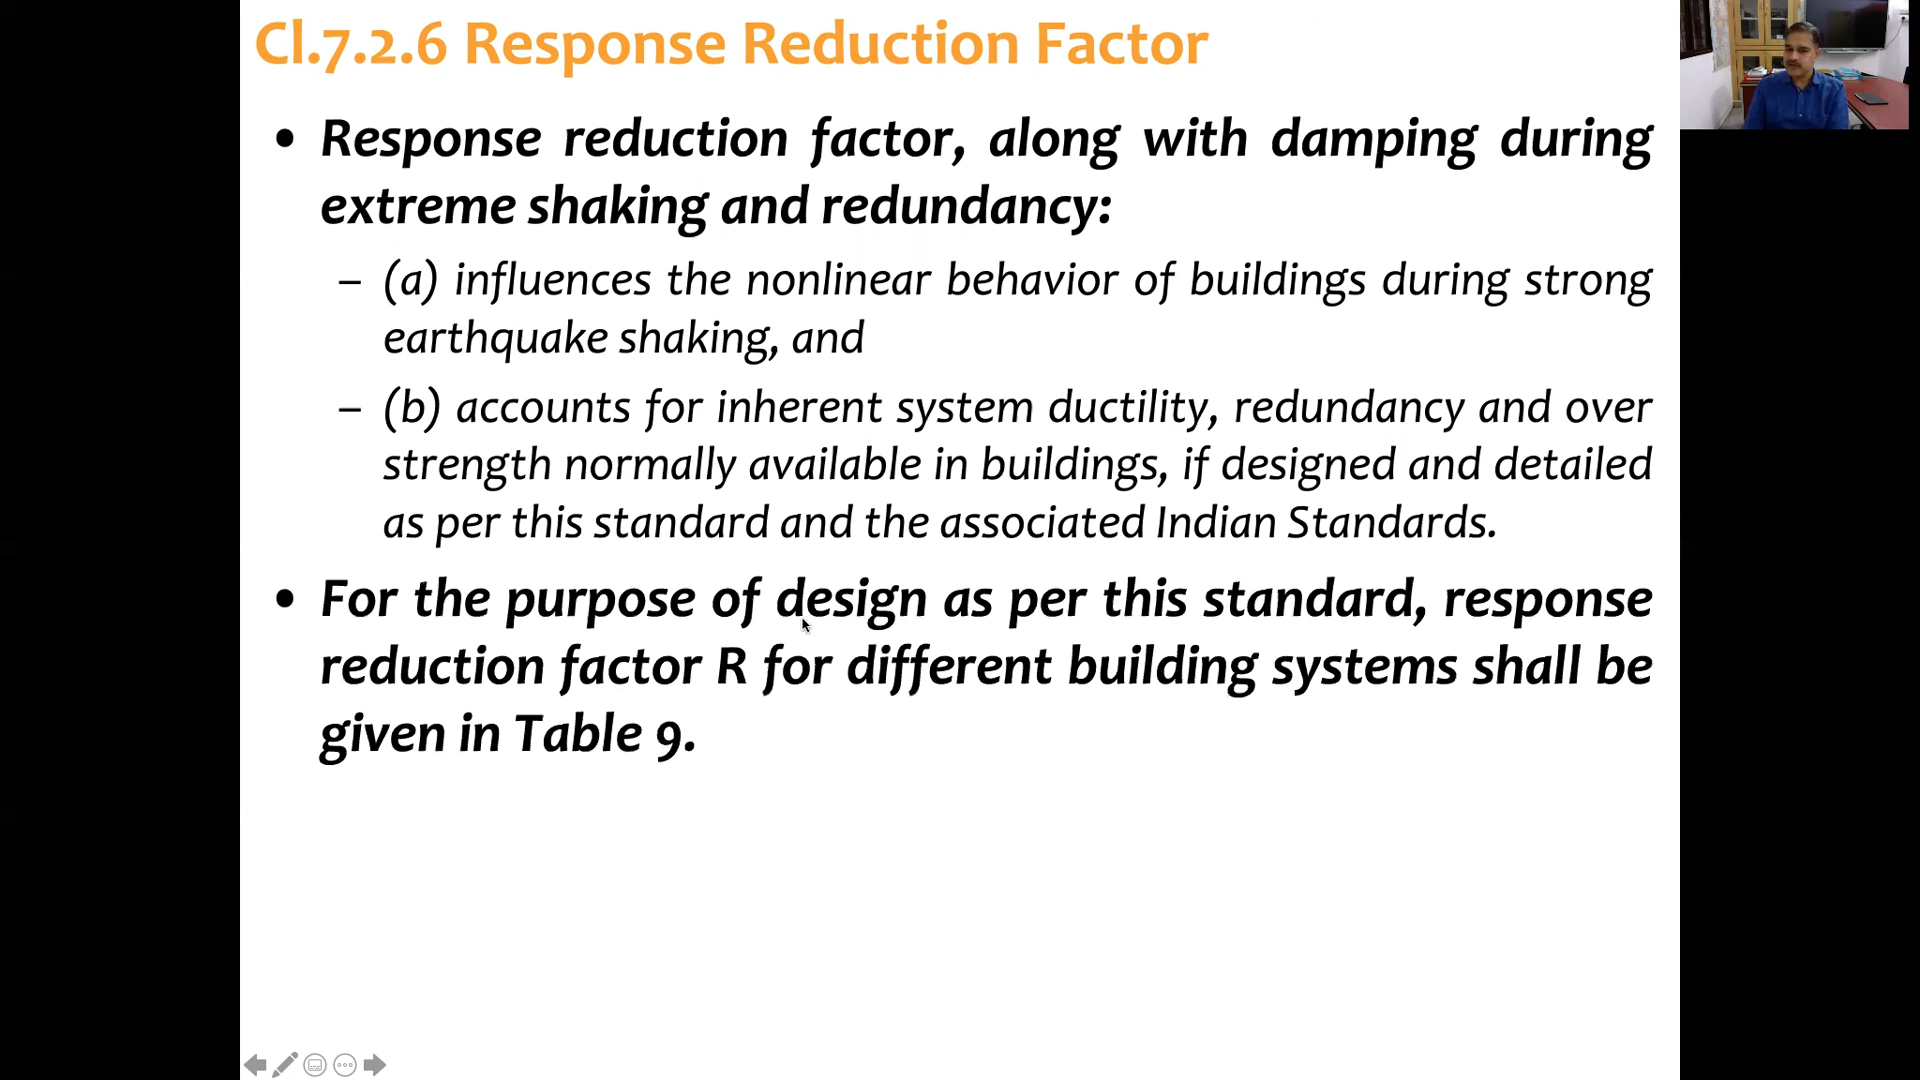 Cl.7.2.6 Response Reduction Factor
• Response reduction factor, along with damping during
extreme shaking and redundancy:
– (a) influences the nonlinear behavior of buildings during strong
earthquake shaking, and
– (b) accounts for inherent system ductility, redundancy and over
strength normally available in buildings, if designed and detailed
as per this standard and the associated Indian Standards.
• For the purpose of design as per this standard, response
reduction factor R for different building systems shall be
given in Table 9.